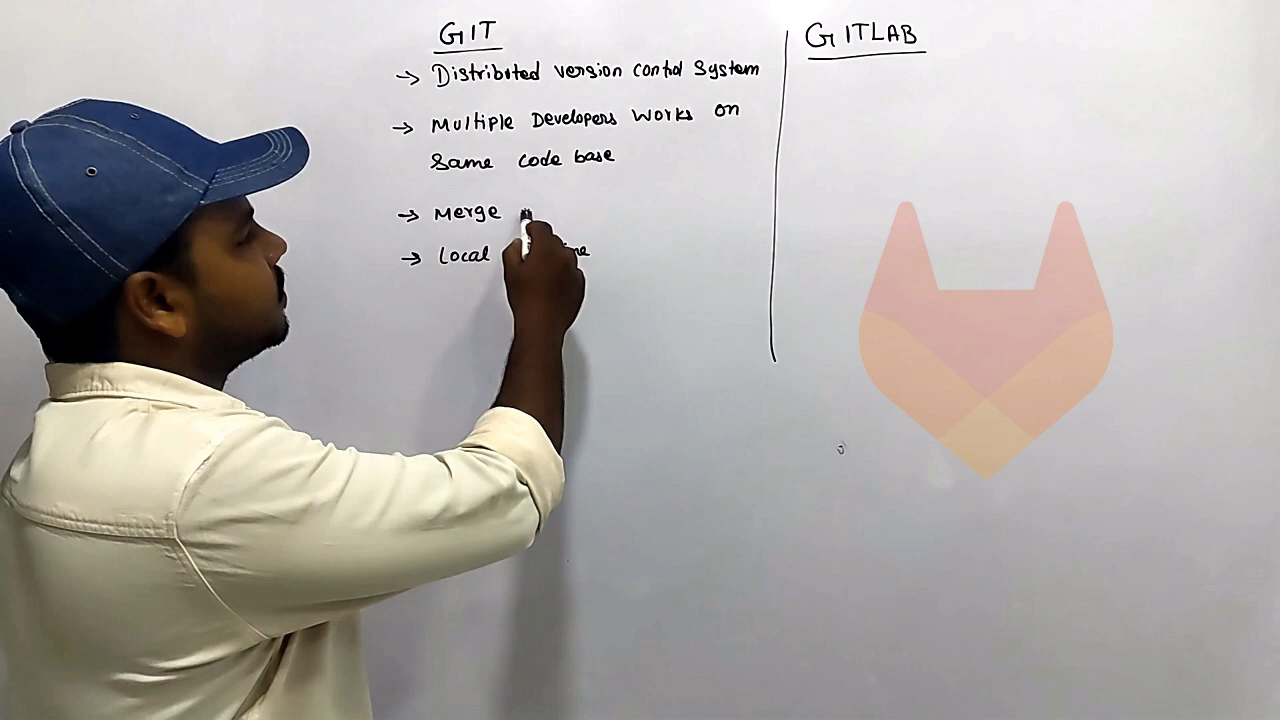 GIT
→ Distributed version control System
→ Multiple Developers works on
Same code base
→ Merge
→ Local
GITLAB